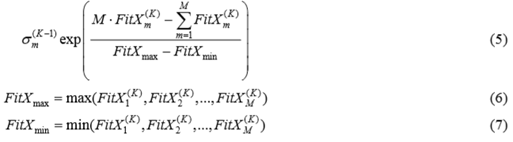 σ_m^{(K-1)} exp( (M · FitX_m^{(K)} − ∑_{m=1}^{M} FitX_m^{(K)}) / (FitX_max − FitX_min) ) (5)
FitX_max = max(FitX_1^{(K)}, FitX_2^{(K)}, ..., FitX_M^{(K)}) (6)
FitX_min = min(FitX_1^{(K)}, FitX_2^{(K)}, ..., FitX_M^{(K)}) (7)